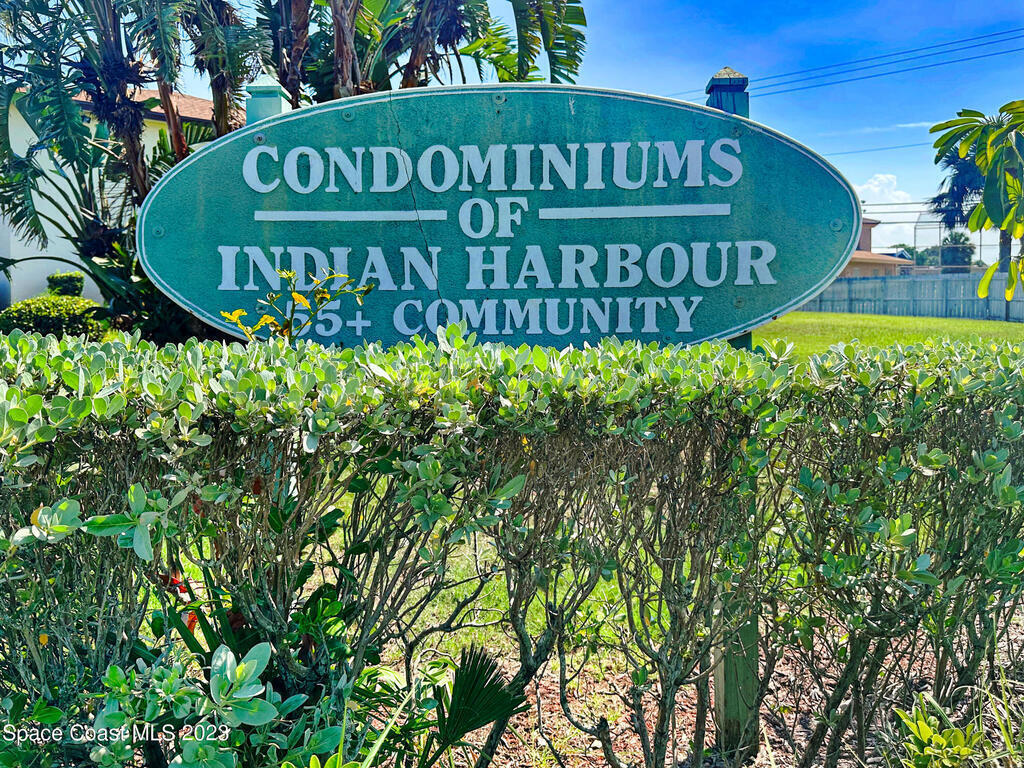 CONDOMINIUMS
OF
INDIAN HARBOUR
55+ COMMUNITY
Space Coast MLS 2023